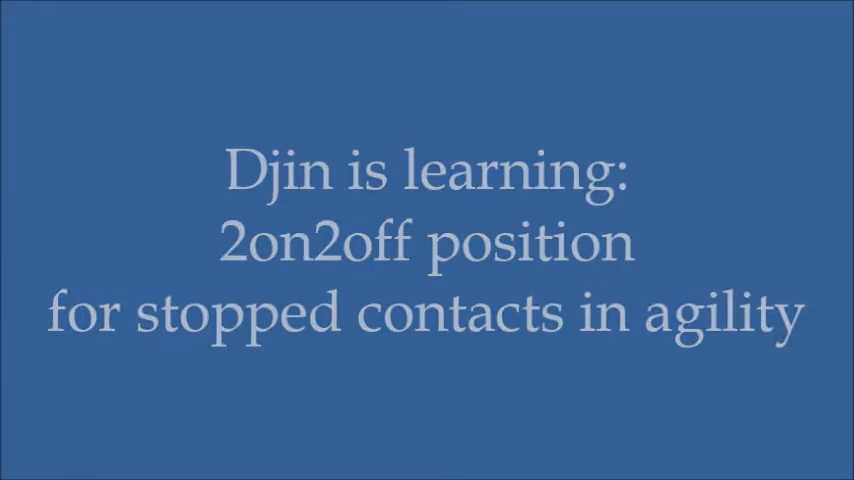 Djin is learning:
2on2off position
for stopped contacts in agility